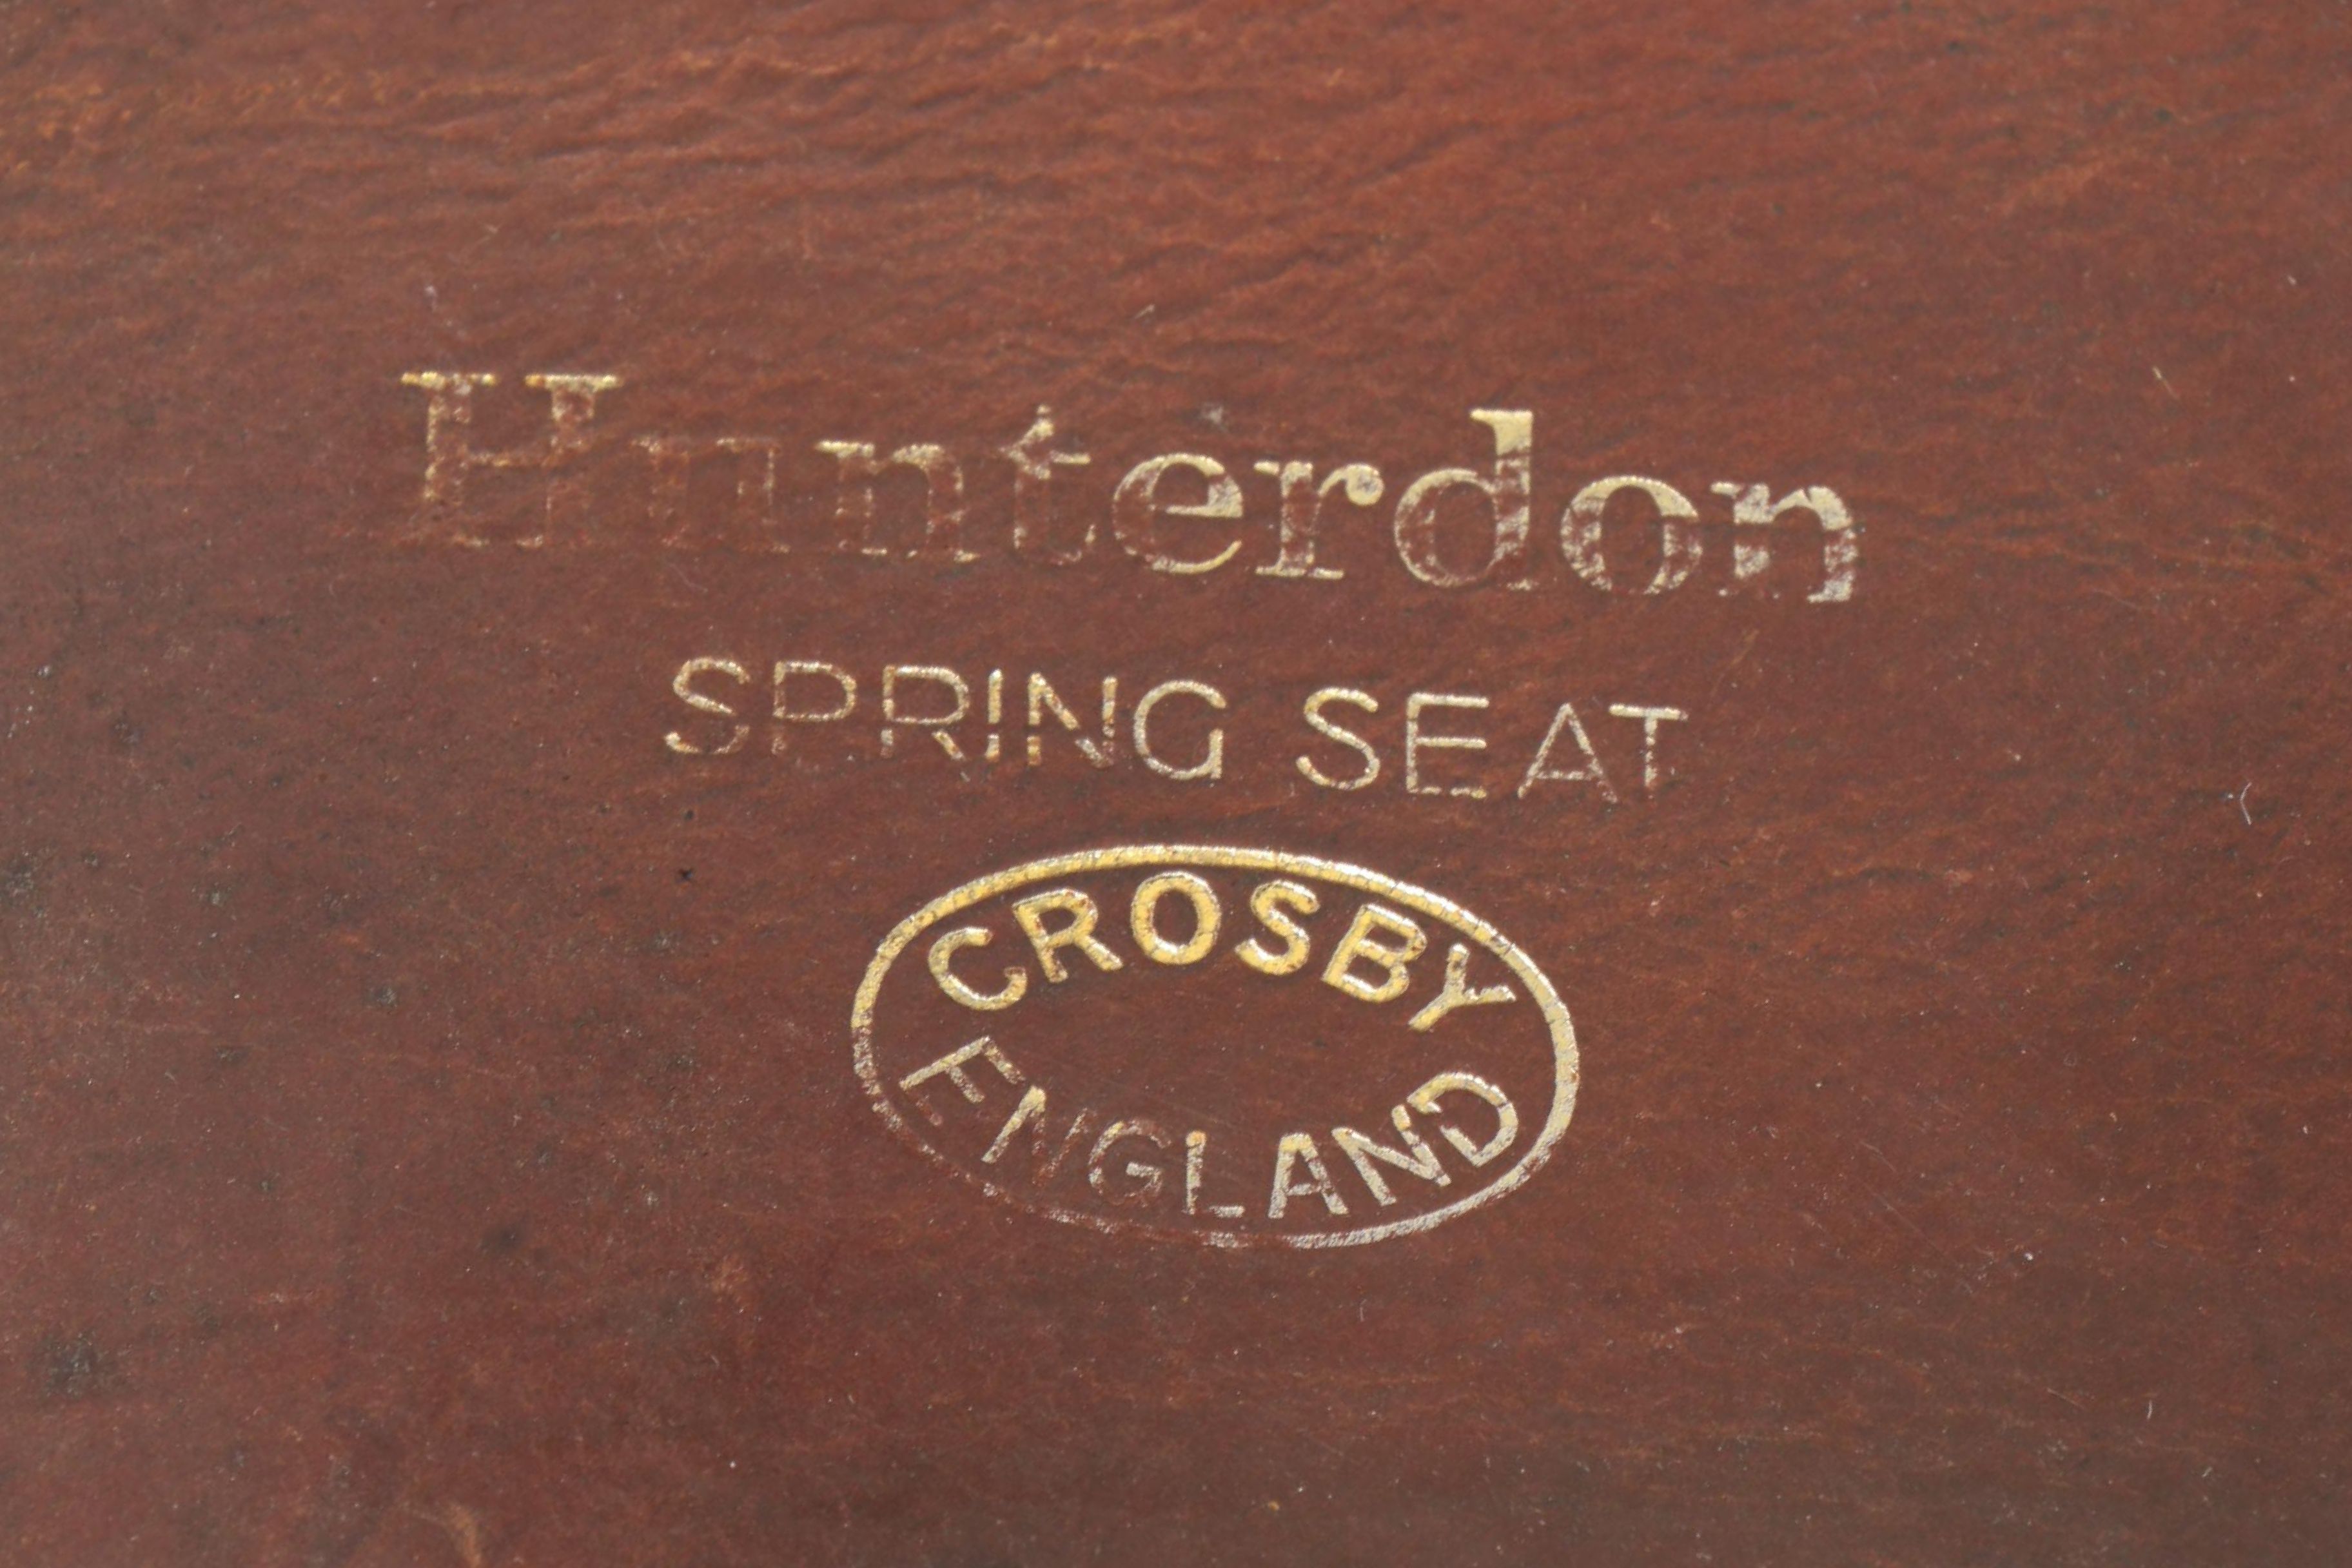 Hunterdon
SPRING SEAT
CROSBY
ENGLAND